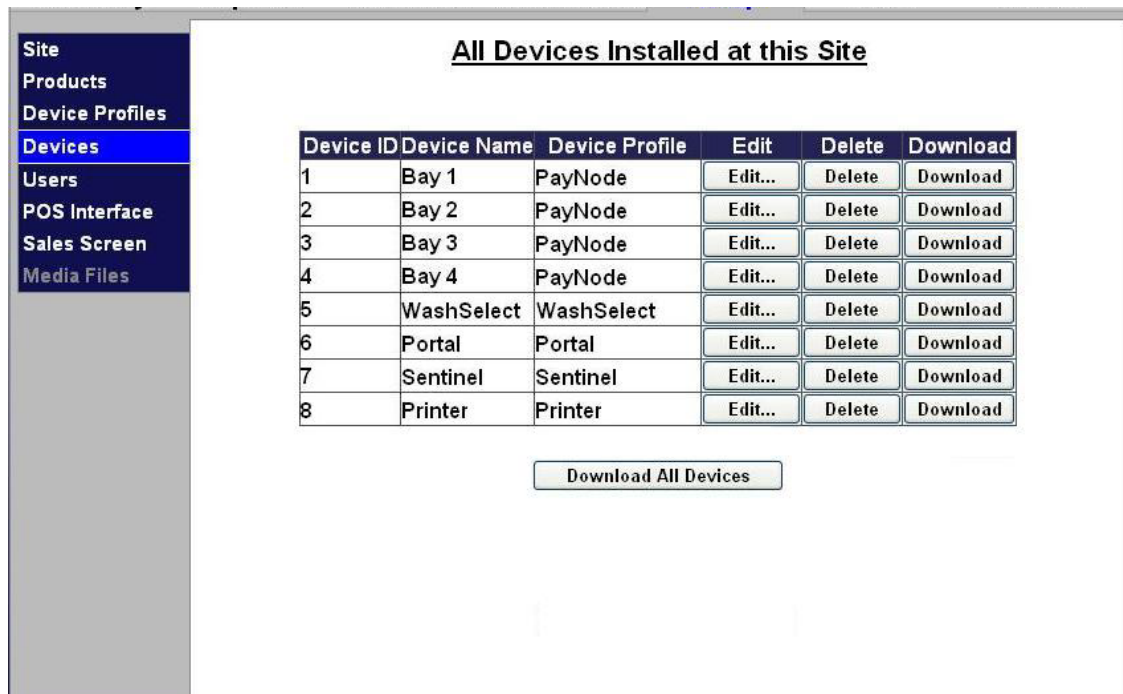 All Devices Installed at this Site
Site
Products
Device Profiles
Devices
Users
POS Interface
Sales Screen
Media Files
Device ID Device Name Device Profile Edit Delete Download
1 Bay 1 PayNode Edit... Delete Download
2 Bay 2 PayNode Edit... Delete Download
3 Bay 3 PayNode Edit... Delete Download
4 Bay 4 PayNode Edit... Delete Download
5 WashSelect WashSelect Edit... Delete Download
6 Portal Portal Edit... Delete Download
7 Sentinel Sentinel Edit... Delete Download
8 Printer Printer Edit... Delete Download
Download All Devices